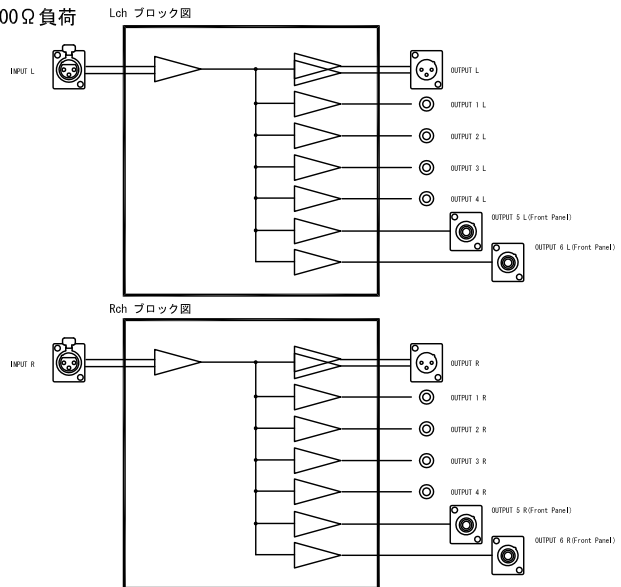 00Ω負荷
Lch ブロック図
INPUT L
OUTPUT L
OUTPUT 1 L
OUTPUT 2 L
OUTPUT 3 L
OUTPUT 4 L
OUTPUT 5 L(Front Panel)
OUTPUT 6 L(Front Panel)
Rch ブロック図
INPUT R
OUTPUT R
OUTPUT 1 R
OUTPUT 2 R
OUTPUT 3 R
OUTPUT 4 R
OUTPUT 5 R(Front Panel)
OUTPUT 6 R(Front Panel)